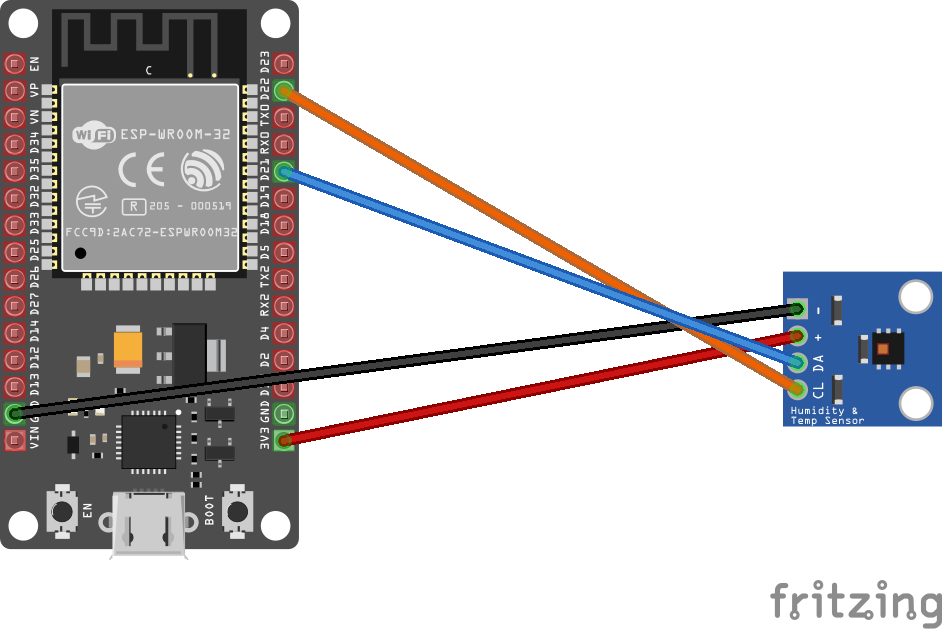 C
WiFi ESP-WROOM-32
CE
R 205 - 000519
FCC9D:2AC72-ESPWROOM32
EN
VP
VN
D34
D35
D32
D33
D25
D26
D27
D14
D12
D13
VIN
D23
D22
TX0
RX0
D21
D19
D18
D5
TX2
RX2
D4
D2
GND
3V3
EN
BOOT
-
+
DA
CL
Humidity &
Temp Sensor
fritzing